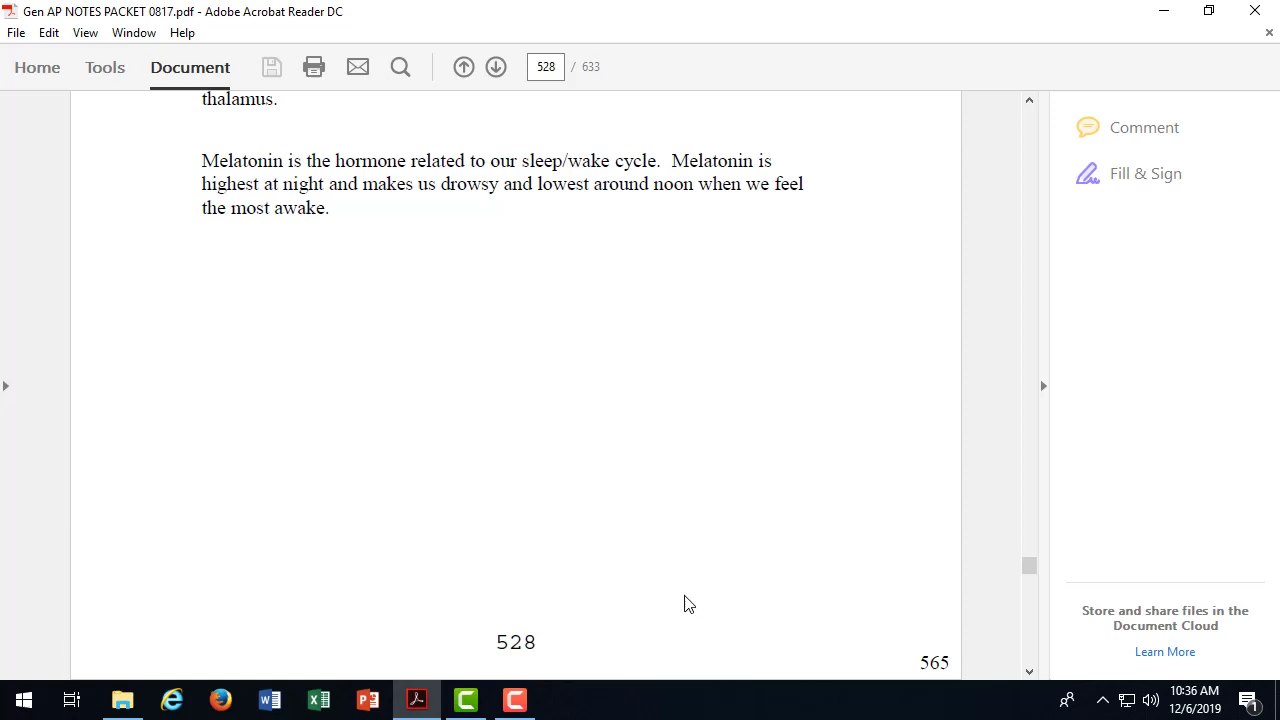 Gen AP NOTES PACKET 0817.pdf - Adobe Acrobat Reader DC
File Edit View Window Help
Home Tools Document 528 / 633
thalamus.
Melatonin is the hormone related to our sleep/wake cycle. Melatonin is
highest at night and makes us drowsy and lowest around noon when we feel
the most awake.
528
565
Comment
Fill & Sign
Store and share files in the
Document Cloud
Learn More
10:36 AM
12/6/2019
1